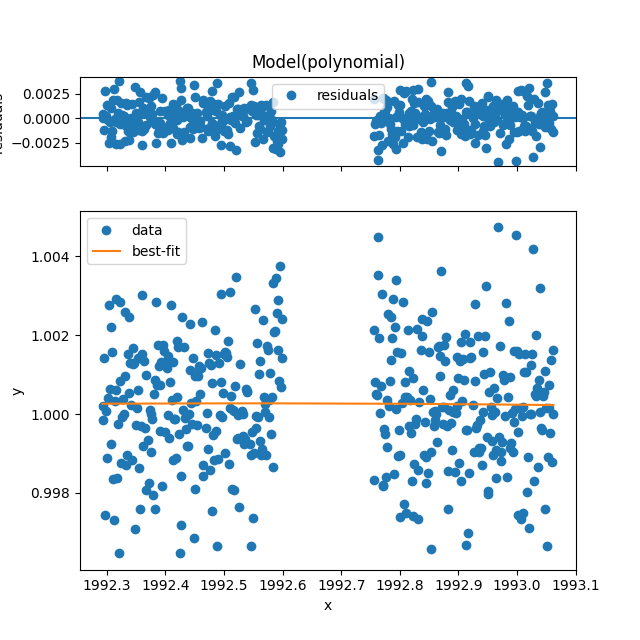 Model(polynomial)
residuals
0.0025
0.0000
−0.0025
residuals
data
best-fit
1.004
1.002
1.000
0.998
y
1992.3 1992.4 1992.5 1992.6 1992.7 1992.8 1992.9 1993.0 1993.1
x